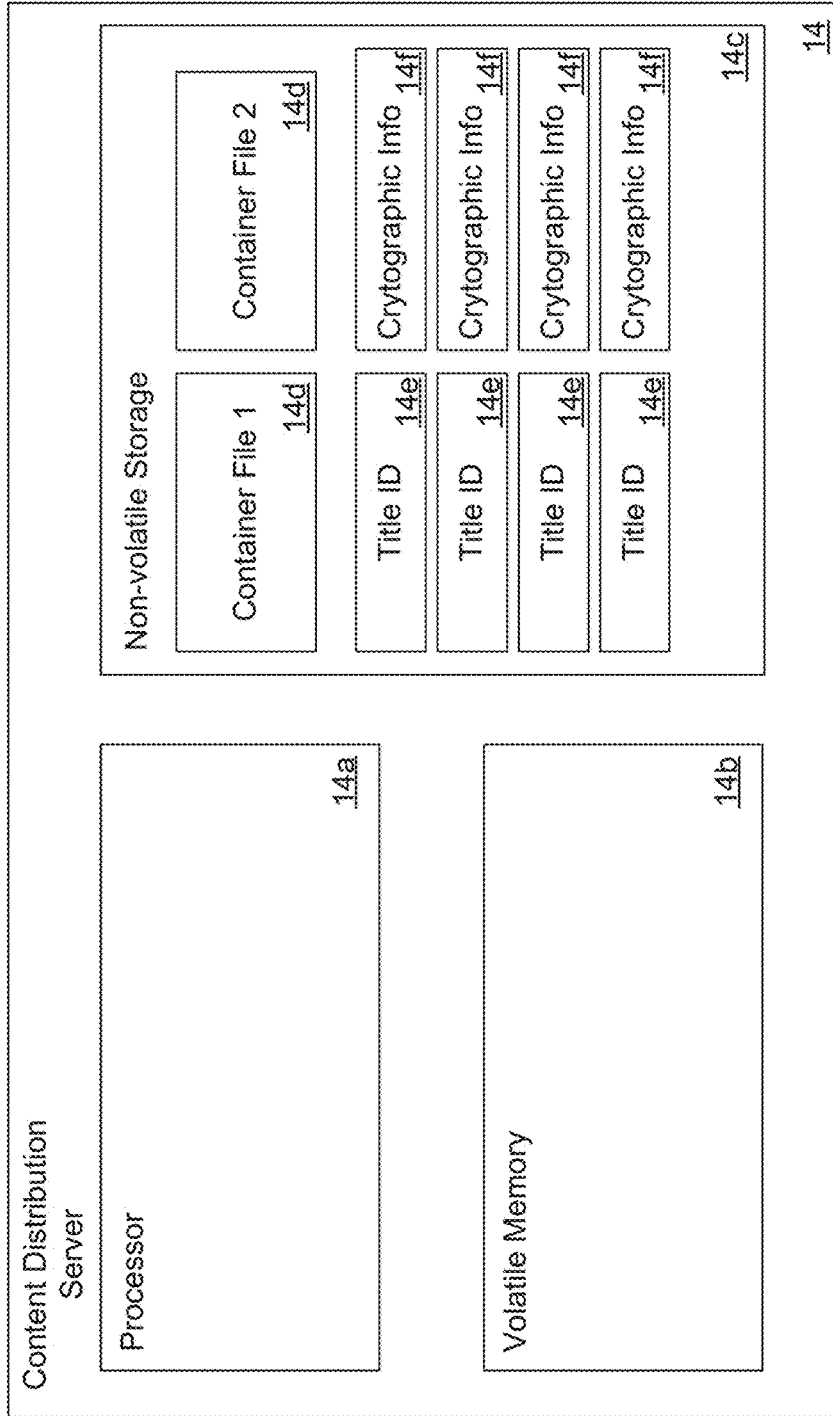 Content Distribution
Server
Processor
14a
Volatile Memory
14b
Non-volatile Storage
Container File 1
14d
Container File 2
14d
Title ID
14e
Crytographic Info
14f
Title ID
14e
Crytographic Info
14f
Title ID
14e
Crytographic Info
14f
Title ID
14e
Crytographic Info
14f
14c
14